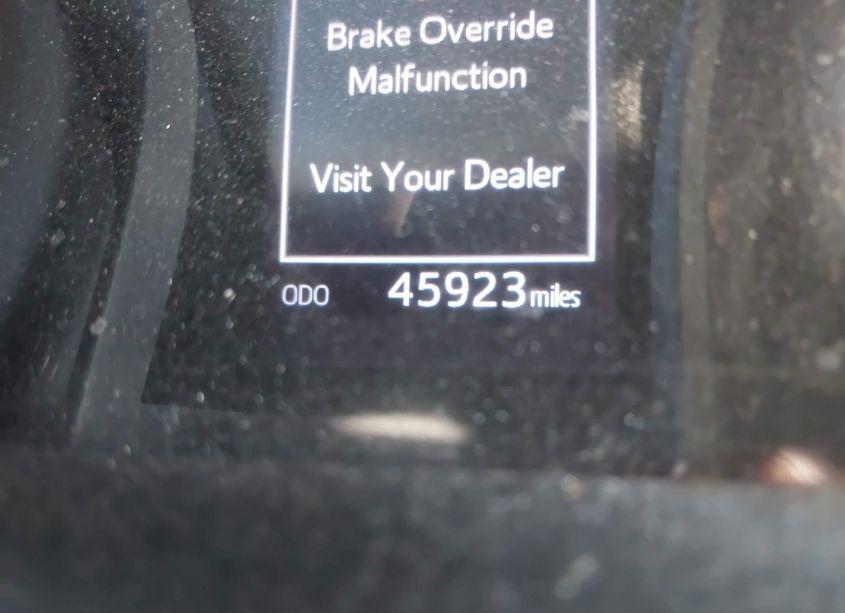 Brake Override
Malfunction
Visit Your Dealer
ODO 45923 miles